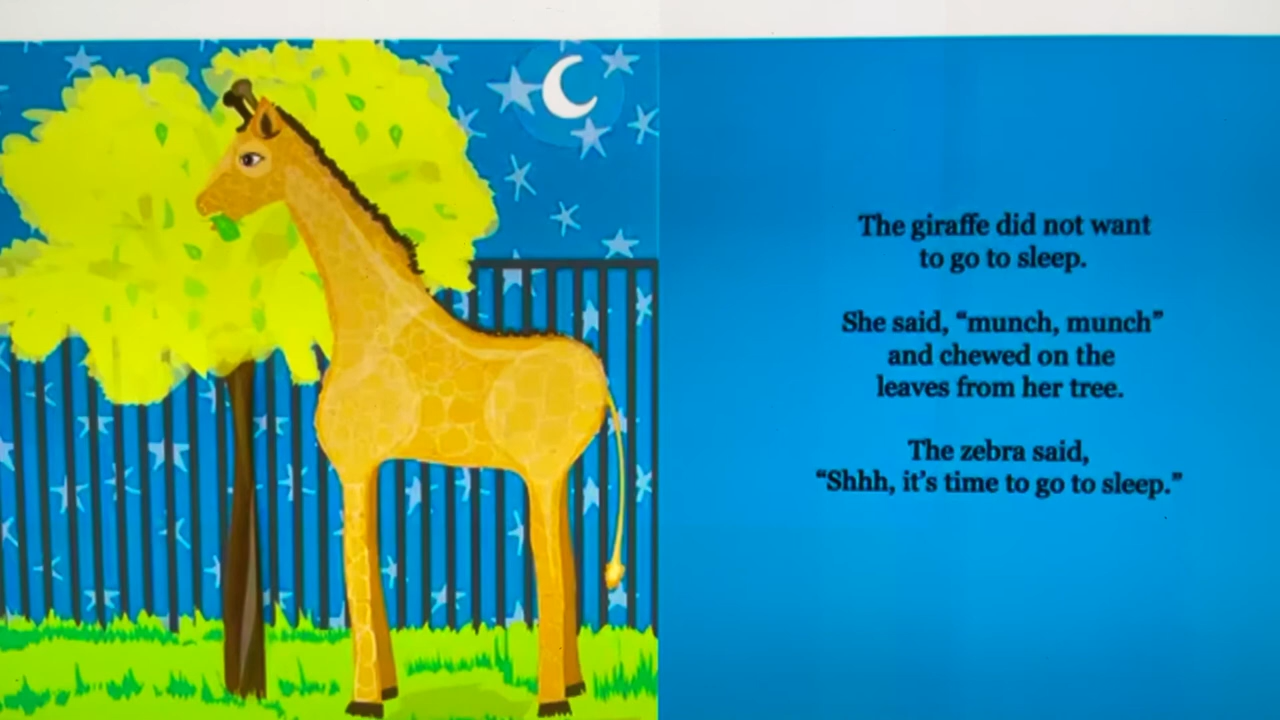 The giraffe did not want
to go to sleep.
She said, “munch, munch”
and chewed on the
leaves from her tree.
The zebra said,
“Shhh, it’s time to go to sleep.”